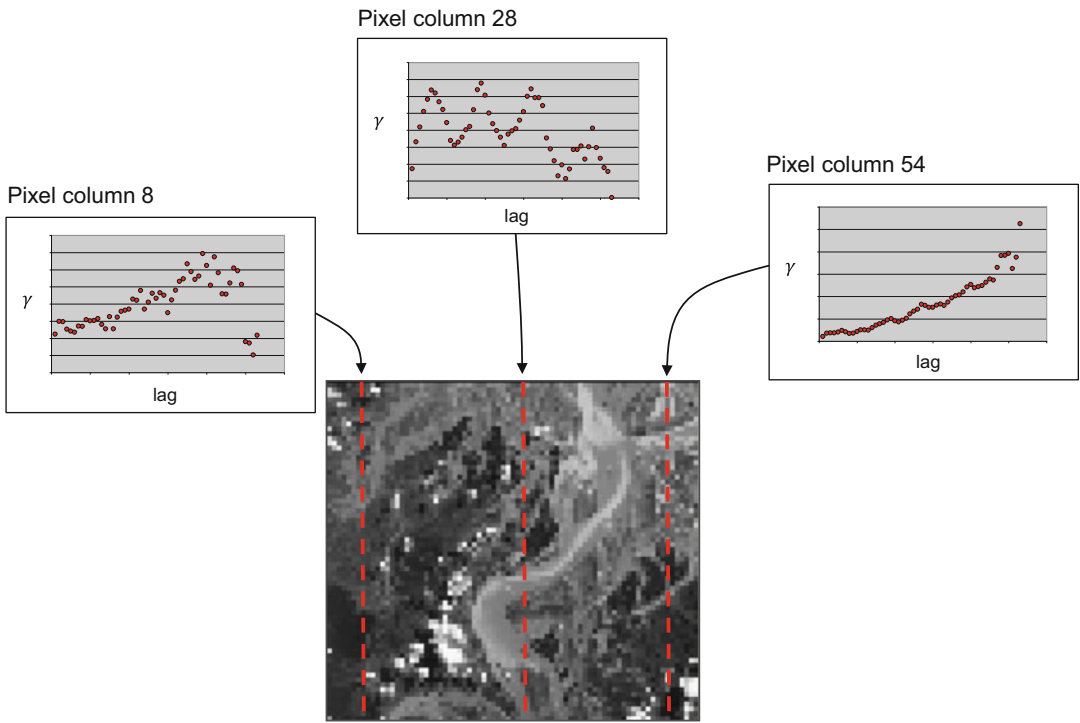 Pixel column 28
γ
lag
Pixel column 8
γ
lag
Pixel column 54
γ
lag